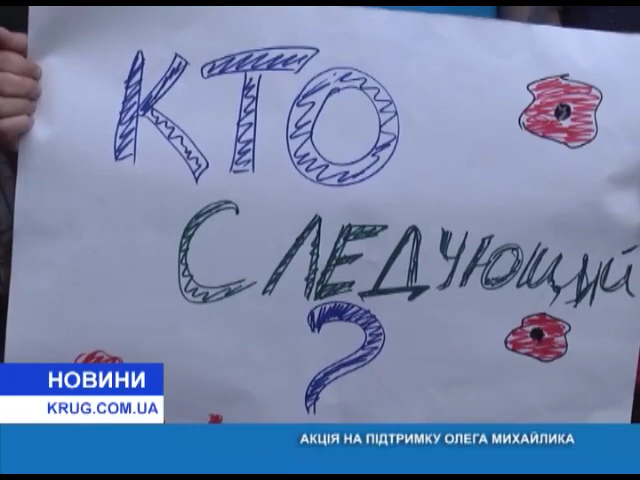 КТО
СЛЕДУЮЩИЙ
?
НОВИНИ
KRUG.COM.UA
АКЦІЯ НА ПІДТРИМКУ ОЛЕГА МИХАЙЛИКА